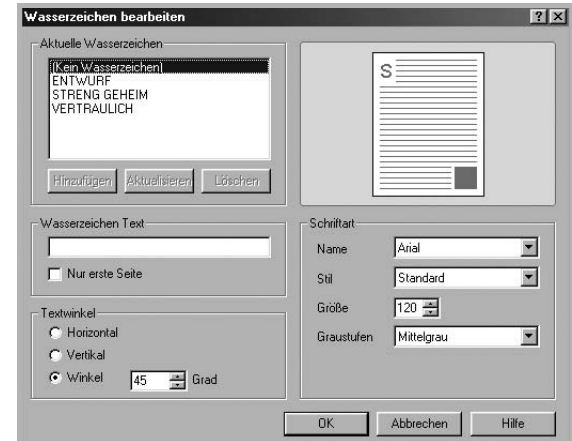 Wasserzeichen bearbeiten
Aktuelle Wasserzeichen
(Kein Wasserzeichen)
ENTWURF
STRENG GEHEIM
VERTRAULICH
Hinzufügen Aktualisieren Löschen
S
Wasserzeichen Text
Nur erste Seite
Textwinkel
Horizontal
Vertikal
Winkel 45 Grad
Schriftart
Name Arial
Stil Standard
Größe 120
Graustufen Mittelgrau
OK Abbrechen Hilfe